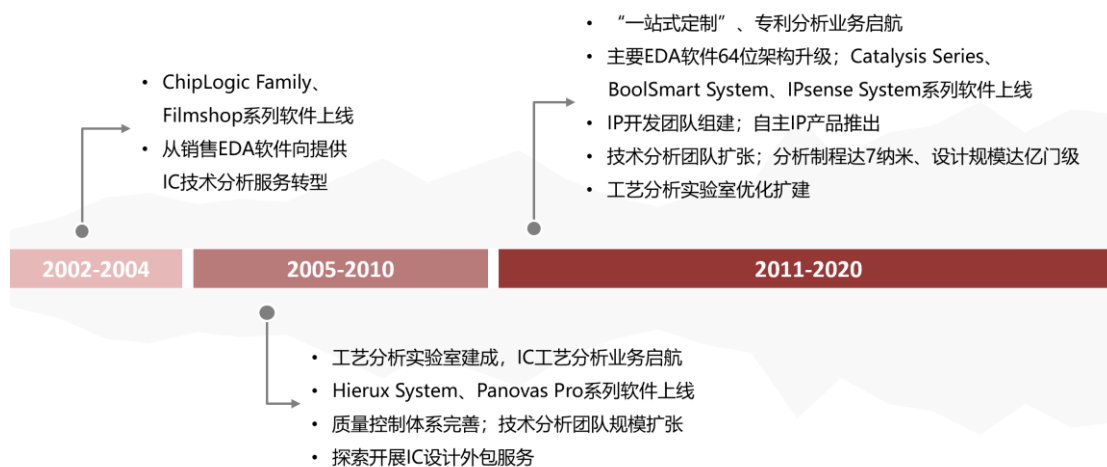 • “一站式定制”、专利分析业务启航
• 主要EDA软件64位架构升级；Catalysis Series、
BoolSmart System、IPsense System系列软件上线
• IP开发团队组建；自主IP产品推出
• 技术分析团队扩张；分析制程达7纳米、设计规模达亿门级
• 工艺分析实验室优化扩建
• ChipLogic Family、
Filmshop系列软件上线
• 从销售EDA软件向提供
IC技术分析服务转型
2002-2004
2005-2010
2011-2020
• 工艺分析实验室建成，IC工艺分析业务启航
• Hierux System、Panovas Pro系列软件上线
• 质量控制体系完善；技术分析团队规模扩张
• 探索开展IC设计外包服务